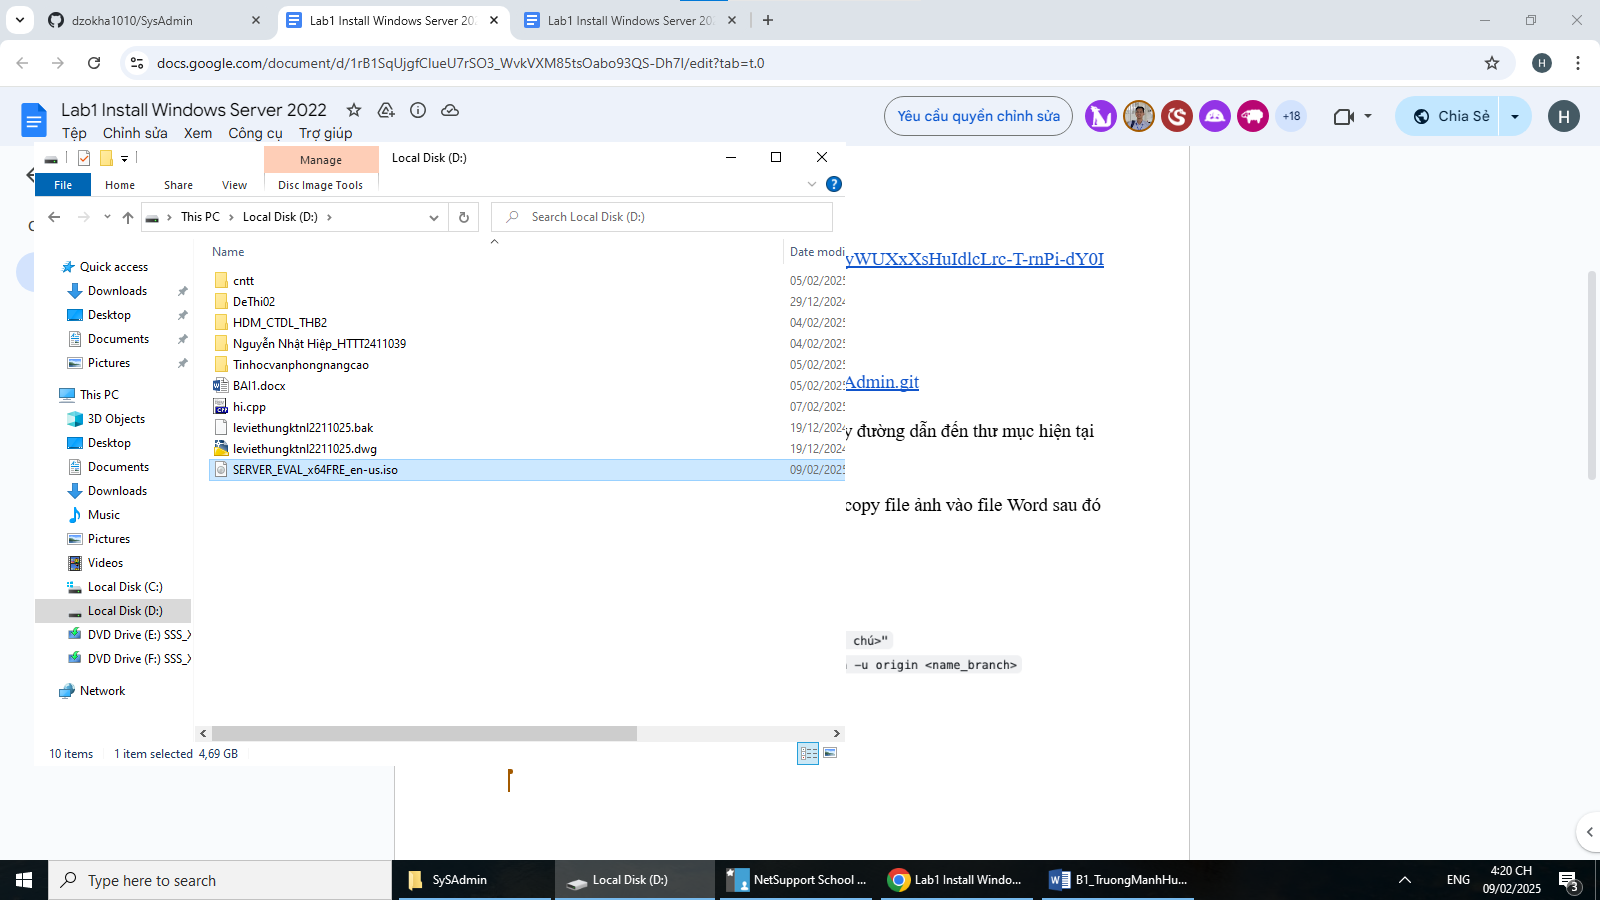 dzokha1010/SysAdmin
Lab1 Install Windows Server 202
Lab1 Install Windows Server 202
docs.google.com/document/d/1rB1SqUjgfClueU7rSO3_WvkVXM85tsOabo93QS-Dh7I/edit?tab=t.0
H
Lab1 Install Windows Server 2022
Tệp Chỉnh sửa Xem Công cụ Trợ giúp
Yêu cầu quyền chỉnh sửa
+18
Chia Sẻ
H
Manage
Local Disk (D:)
File Home Share View Disc Image Tools
This PC Local Disk (D:)
Search Local Disk (D:)
Name
Date modi
Quick access
Downloads
Desktop
Documents
Pictures
This PC
3D Objects
Desktop
Documents
Downloads
Music
Pictures
Videos
Local Disk (C:)
Local Disk (D:)
DVD Drive (E:) SSS_X
DVD Drive (F:) SSS_X
Network
cntt 05/02/2025
DeThi02 29/12/2024
HDM_CTDL_THB2 04/02/2025
Nguyễn Nhật Hiệp_HTTT2411039 04/02/2025
Tinhocvanphongnangcao 05/02/2025
BAI1.docx 05/02/2025
hi.cpp 07/02/2025
leviethungktnl2211025.bak 19/12/2024
leviethungktnl2211025.dwg 19/12/2024
SERVER_EVAL_x64FRE_en-us.iso 09/02/2025
10 items 1 item selected 4,69 GB
yWUXxXsHuIdlcLrc-T-rnPi-dY0I
Admin.git
y đường dẫn đến thư mục hiện tại
copy file ảnh vào file Word sau đó
chú>"
-u origin <name_branch>
Type here to search
SySAdmin
Local Disk (D:)
NetSupport School ...
Lab1 Install Windo...
B1_TruongManhHu...
ENG
4:20 CH
09/02/2025
3